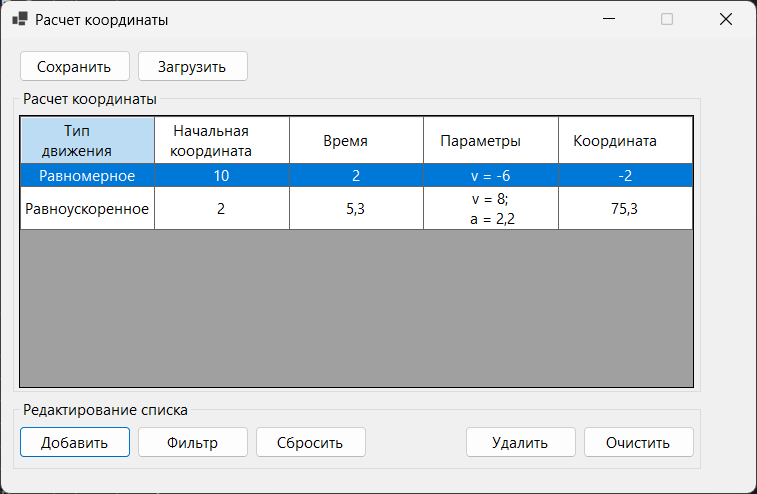 Расчет координаты
Сохранить Загрузить
Расчет координаты
Тип движения Начальная координата Время Параметры Координата
Равномерное 10 2 v = -6 -2
Равноускоренное 2 5,3 v = 8; a = 2,2 75,3
Редактирование списка
Добавить Фильтр Сбросить Удалить Очистить